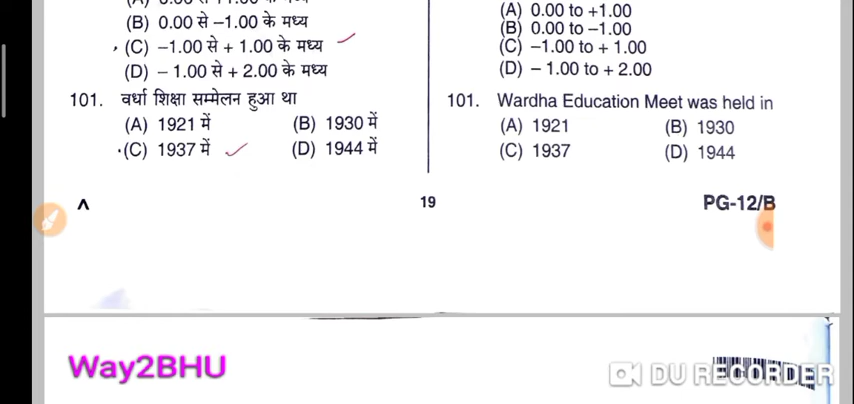 (B) 0.00 से −1.00 के मध्य
(C) −1.00 से + 1.00 के मध्य
(D) − 1.00 से + 2.00 के मध्य
101. वर्धा शिक्षा सम्मेलन हुआ था
(A) 1921 में (B) 1930 में
(C) 1937 में (D) 1944 में
(A) 0.00 to +1.00
(B) 0.00 to −1.00
(C) −1.00 to + 1.00
(D) − 1.00 to + 2.00
101. Wardha Education Meet was held in
(A) 1921 (B) 1930
(C) 1937 (D) 1944
19 PG-12/B
Way2BHU
DU RECORDER